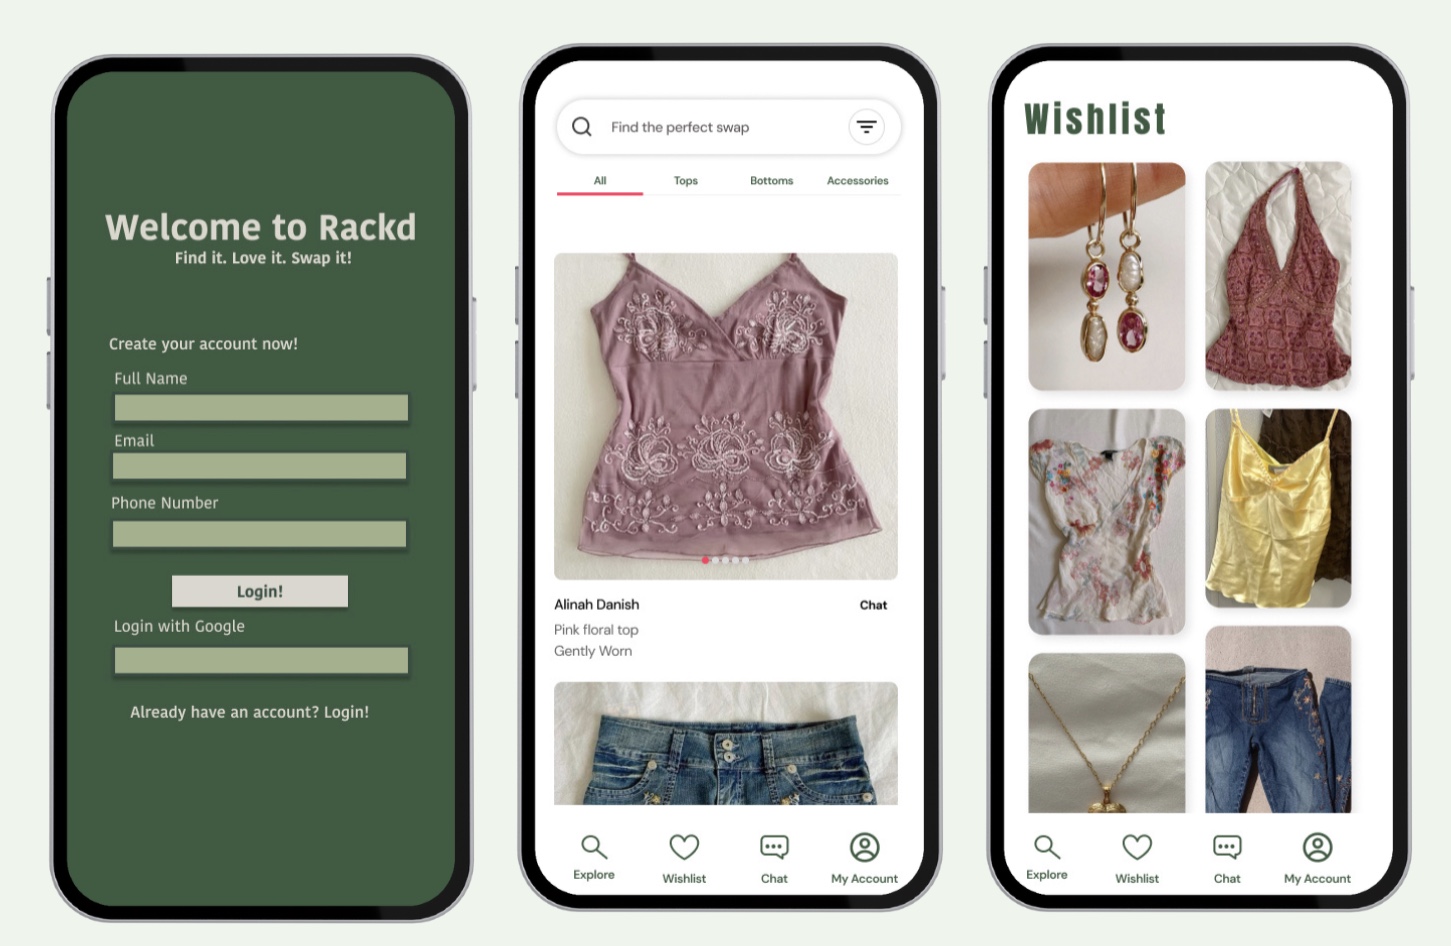 Welcome to Rackd
Find it. Love it. Swap it!
Create your account now!
Full Name
Email
Phone Number
Login!
Login with Google
Already have an account? Login!
Find the perfect swap
All Tops Bottoms Accessories
Alinah Danish Chat
Pink floral top
Gently Worn
Explore Wishlist Chat My Account
Wishlist
Explore Wishlist Chat My Account